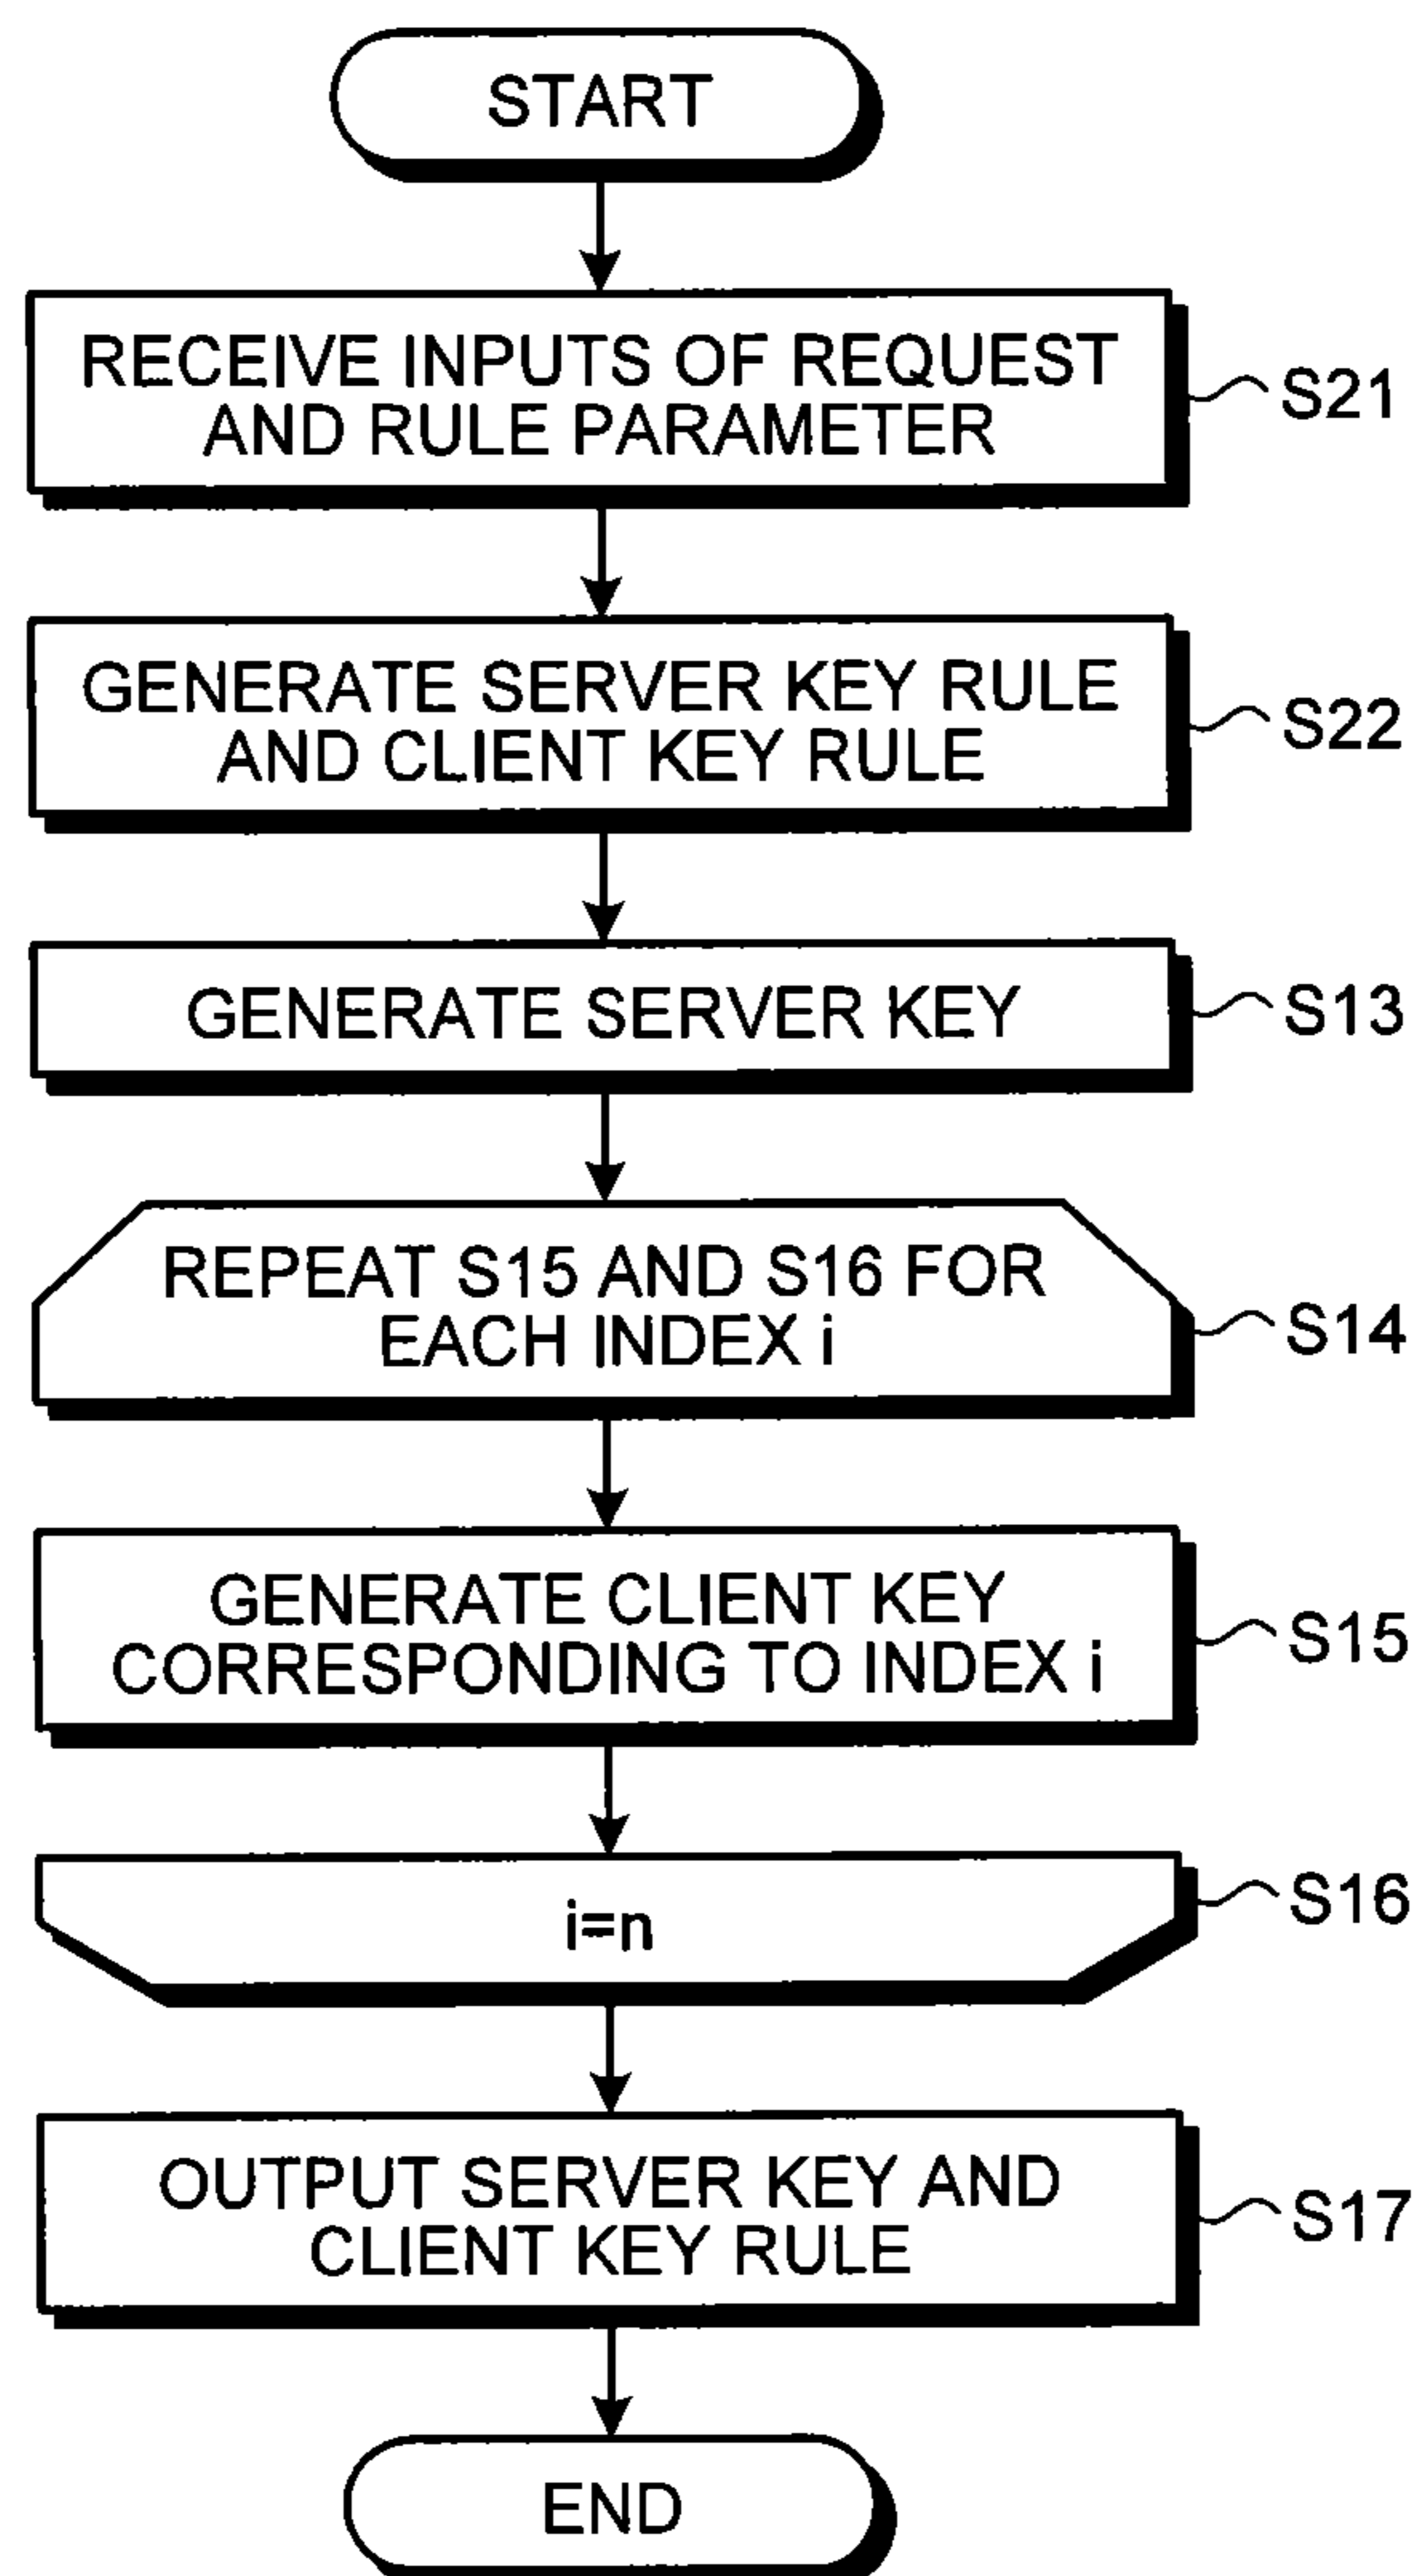 START
RECEIVE INPUTS OF REQUEST
AND RULE PARAMETER
S21
GENERATE SERVER KEY RULE
AND CLIENT KEY RULE
S22
GENERATE SERVER KEY
S13
REPEAT S15 AND S16 FOR
EACH INDEX i
S14
GENERATE CLIENT KEY
CORRESPONDING TO INDEX i
S15
i=n
S16
OUTPUT SERVER KEY AND
CLIENT KEY RULE
S17
END